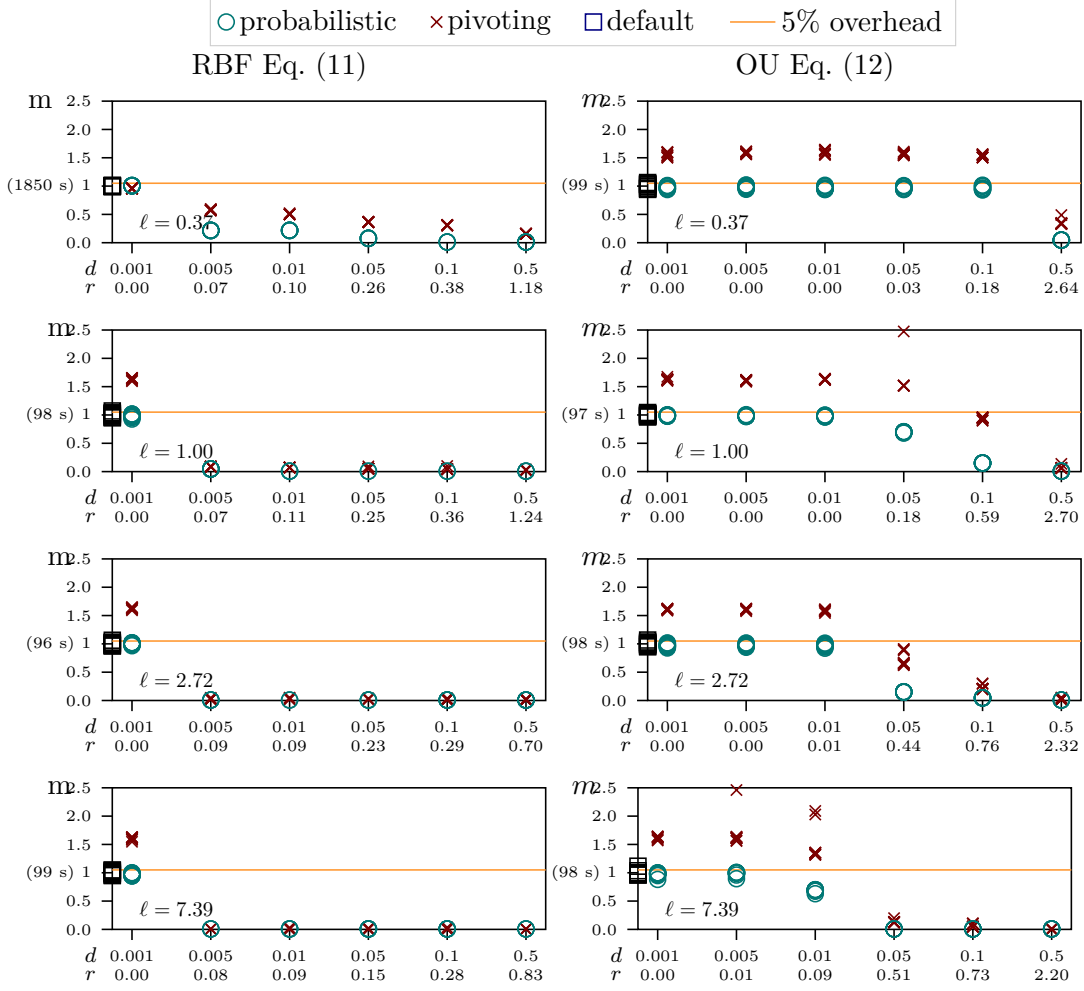 probabilistic pivoting default 5% overhead
RBF Eq. (11) OU Eq. (12)
m
2.5
2.0
1.5
(1850 s) 1
0.5
0.0
ℓ = 0.37
d 0.001 0.005 0.01 0.05 0.1 0.5
r 0.00 0.07 0.10 0.26 0.38 1.18
m
2.5
2.0
1.5
(99 s) 1
0.5
0.0
ℓ = 0.37
d 0.001 0.005 0.01 0.05 0.1 0.5
r 0.00 0.00 0.00 0.03 0.18 2.64
m
2.5
2.0
1.5
(98 s) 1
0.5
0.0
ℓ = 1.00
d 0.001 0.005 0.01 0.05 0.1 0.5
r 0.00 0.07 0.11 0.25 0.36 1.24
m
2.5
2.0
1.5
(97 s) 1
0.5
0.0
ℓ = 1.00
d 0.001 0.005 0.01 0.05 0.1 0.5
r 0.00 0.00 0.00 0.18 0.59 2.70
m
2.5
2.0
1.5
(96 s) 1
0.5
0.0
ℓ = 2.72
d 0.001 0.005 0.01 0.05 0.1 0.5
r 0.00 0.09 0.09 0.23 0.29 0.70
m
2.5
2.0
1.5
(98 s) 1
0.5
0.0
ℓ = 2.72
d 0.001 0.005 0.01 0.05 0.1 0.5
r 0.00 0.00 0.01 0.44 0.76 2.32
m
2.5
2.0
1.5
(99 s) 1
0.5
0.0
ℓ = 7.39
d 0.001 0.005 0.01 0.05 0.1 0.5
r 0.00 0.08 0.09 0.15 0.28 0.83
m
2.5
2.0
1.5
(98 s) 1
0.5
0.0
ℓ = 7.39
d 0.001 0.005 0.01 0.05 0.1 0.5
r 0.00 0.01 0.09 0.51 0.73 2.20